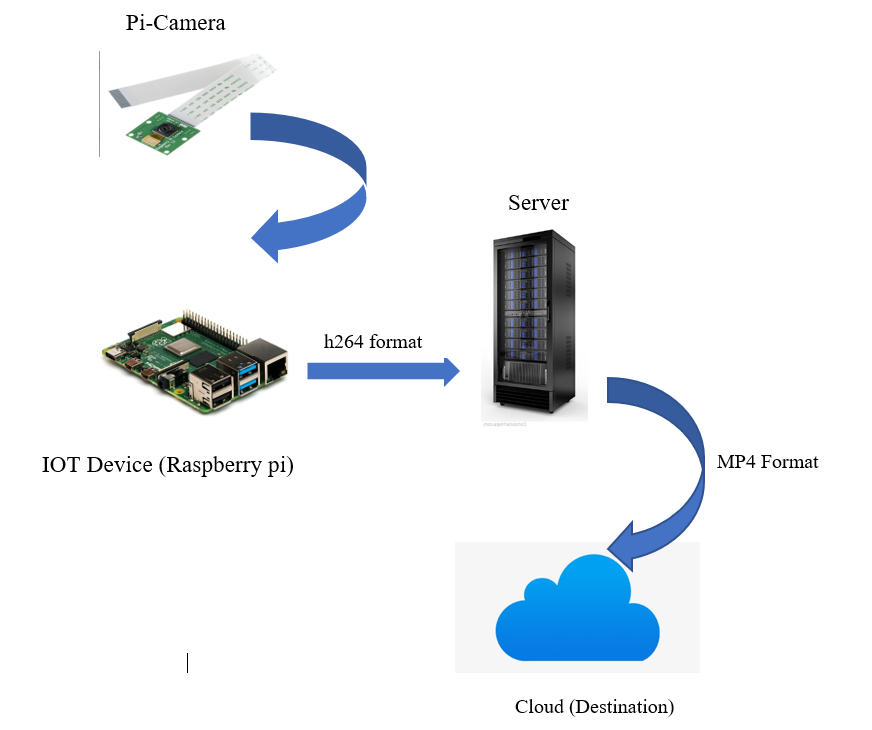 Pi-Camera
Server
h264 format
IOT Device (Raspberry pi)
MP4 Format
Cloud (Destination)